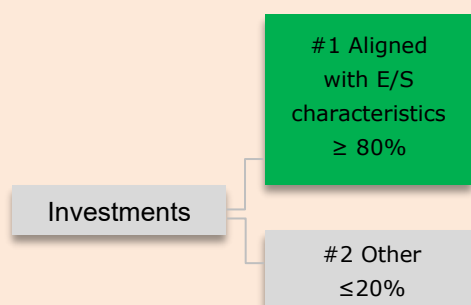 #1 Aligned
with E/S
characteristics
≥ 80%
Investments
#2 Other
≤20%